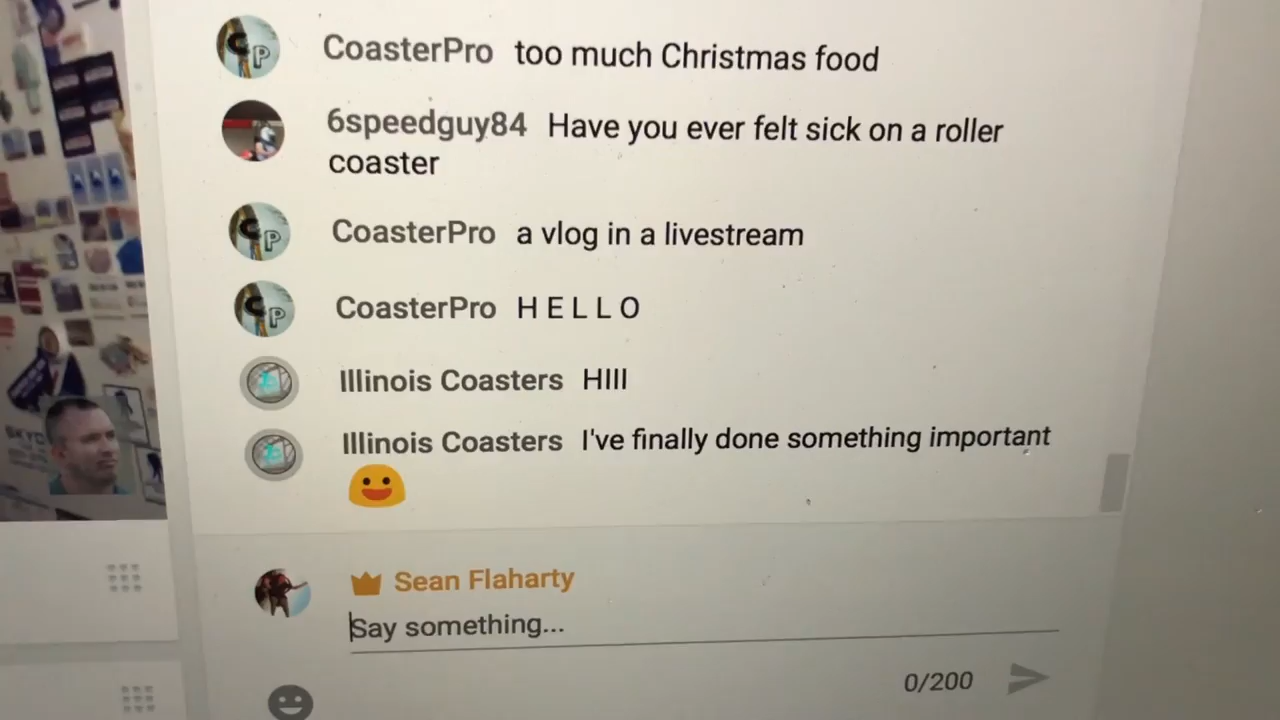 CoasterPro too much Christmas food
6speedguy84 Have you ever felt sick on a roller
coaster
CoasterPro a vlog in a livestream
CoasterPro H E L L O
Illinois Coasters HIII
Illinois Coasters I've finally done something important
Sean Flaharty
Say something...
0/200